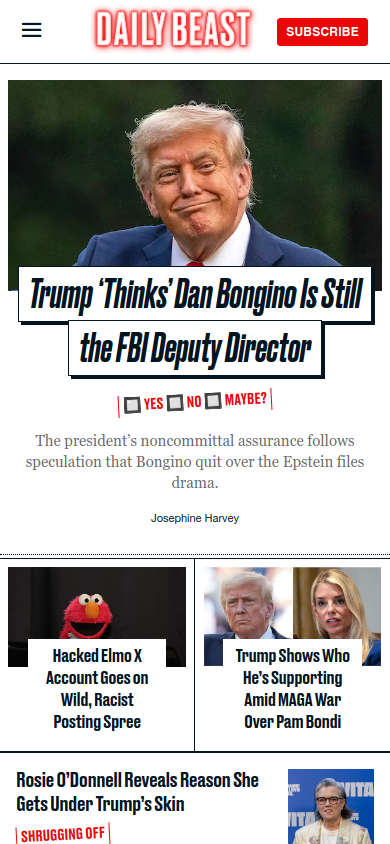 DAILY BEAST
SUBSCRIBE
Trump ‘Thinks’ Dan Bongino Is Still
the FBI Deputy Director
YES NO MAYBE?
The president’s noncommittal assurance follows
speculation that Bongino quit over the Epstein files
drama.
Josephine Harvey
Hacked Elmo X
Account Goes on
Wild, Racist
Posting Spree
Trump Shows Who
He’s Supporting
Amid MAGA War
Over Pam Bondi
Rosie O’Donnell Reveals Reason She
Gets Under Trump’s Skin
SHRUGGING OFF